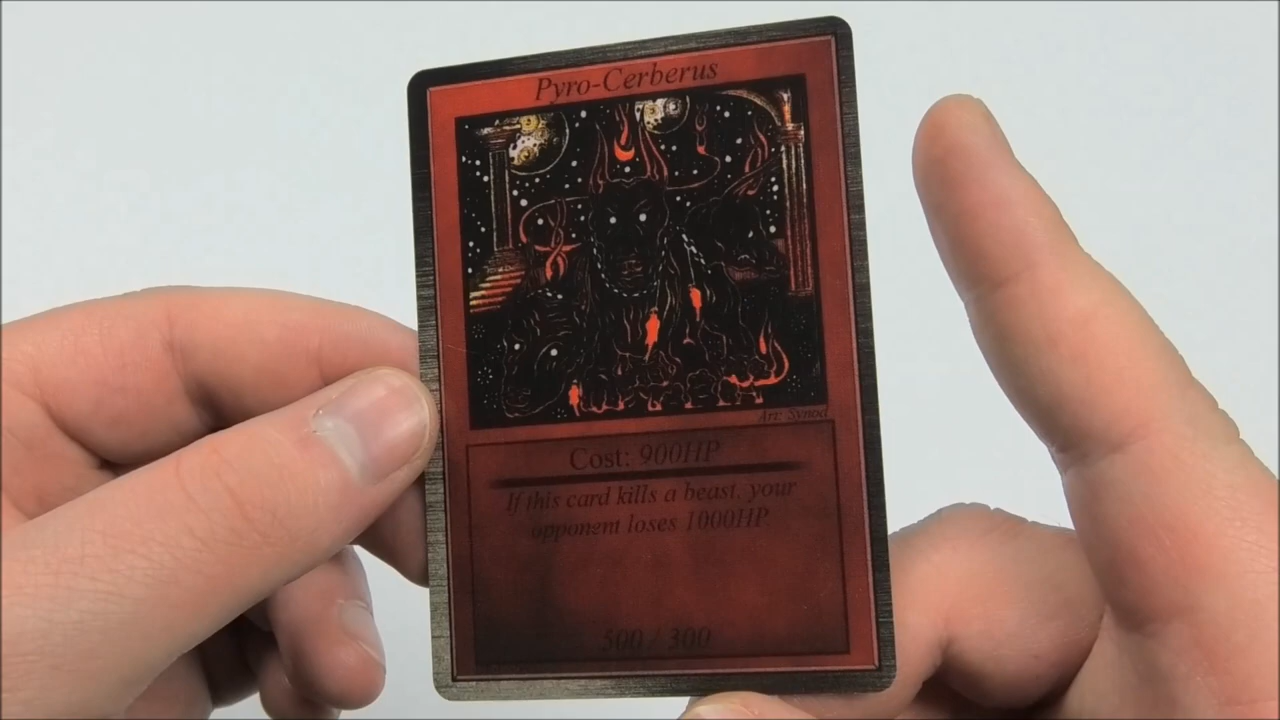 Pyro-Cerberus
Art: Synod
Cost: 900HP
If this card kills a beast, your
opponent loses 1000HP
500 / 300